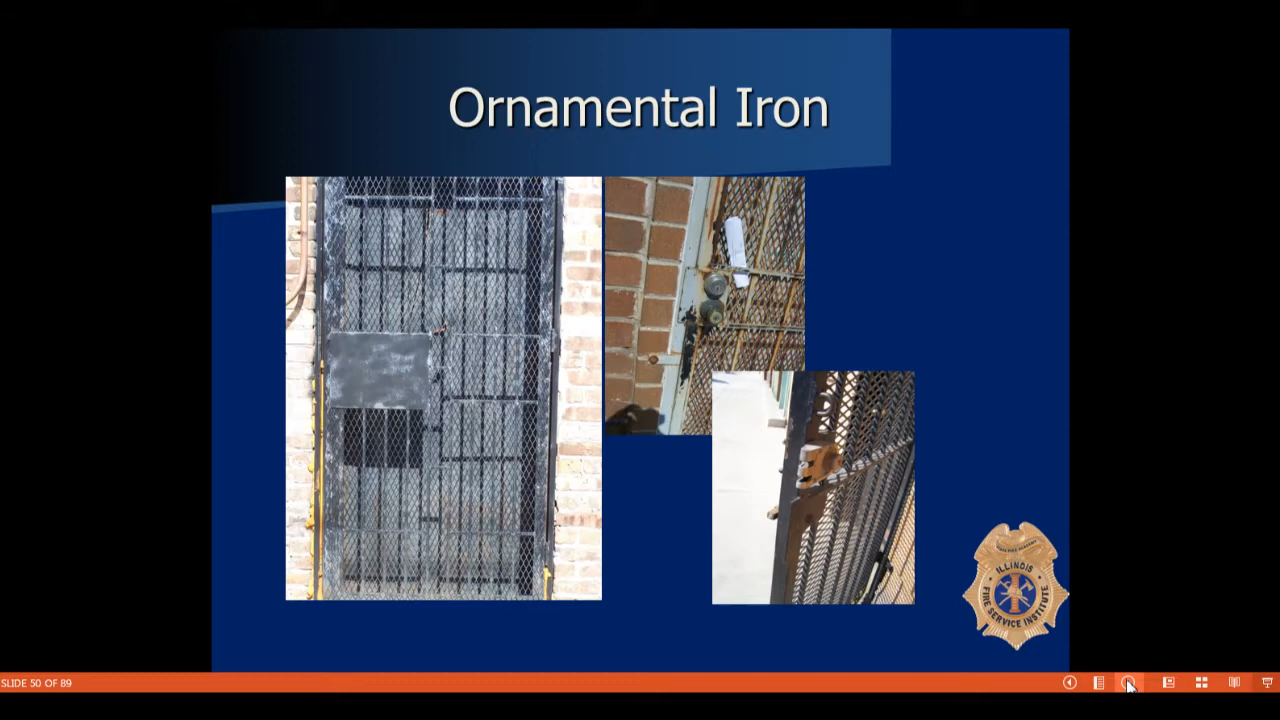 Ornamental Iron
ILLINOIS
FIRE SERVICE INSTITUTE
SLIDE 50 OF 89